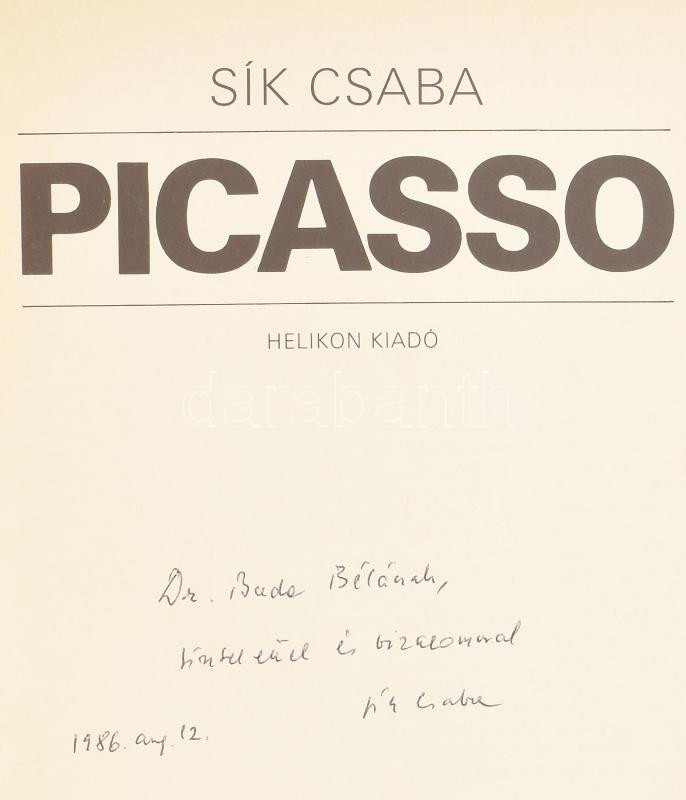 SÍK CSABA
PICASSO
HELIKON KIADÓ
darabanth
Dr. Buda Bélának,
tisztelettel és bizalommal
Sík Csaba
1986. aug. 12.